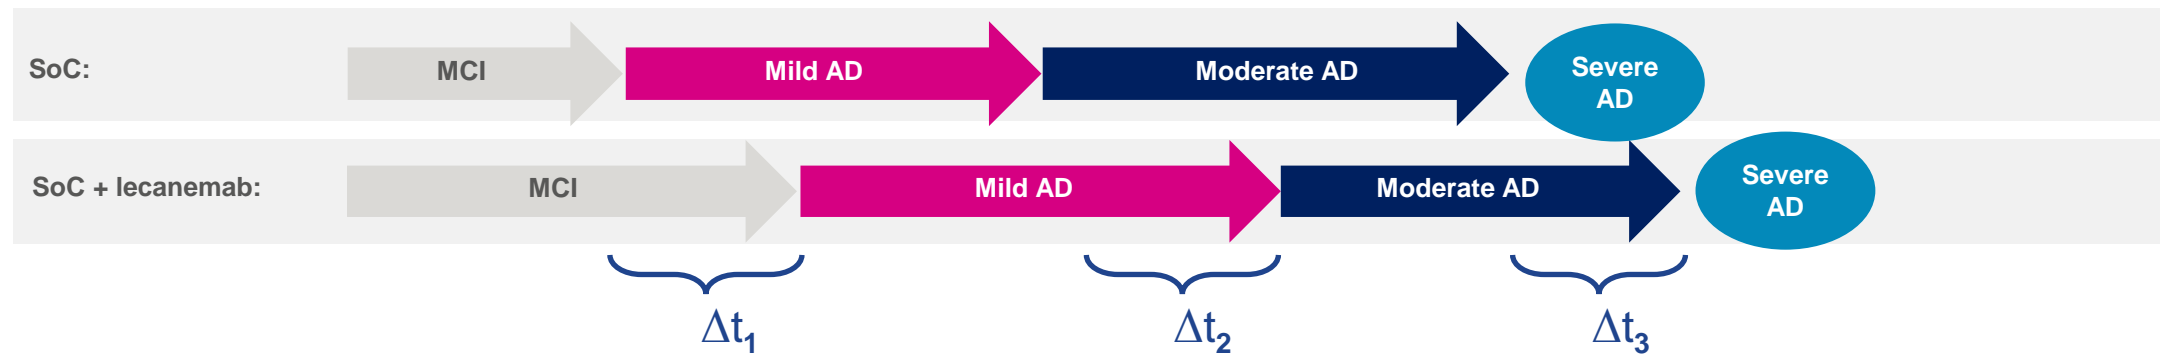 SoC:
MCI
Mild AD
Moderate AD
Severe
AD
SoC + lecanemab:
MCI
Mild AD
Moderate AD
Severe
AD
Δt1
Δt2
Δt3